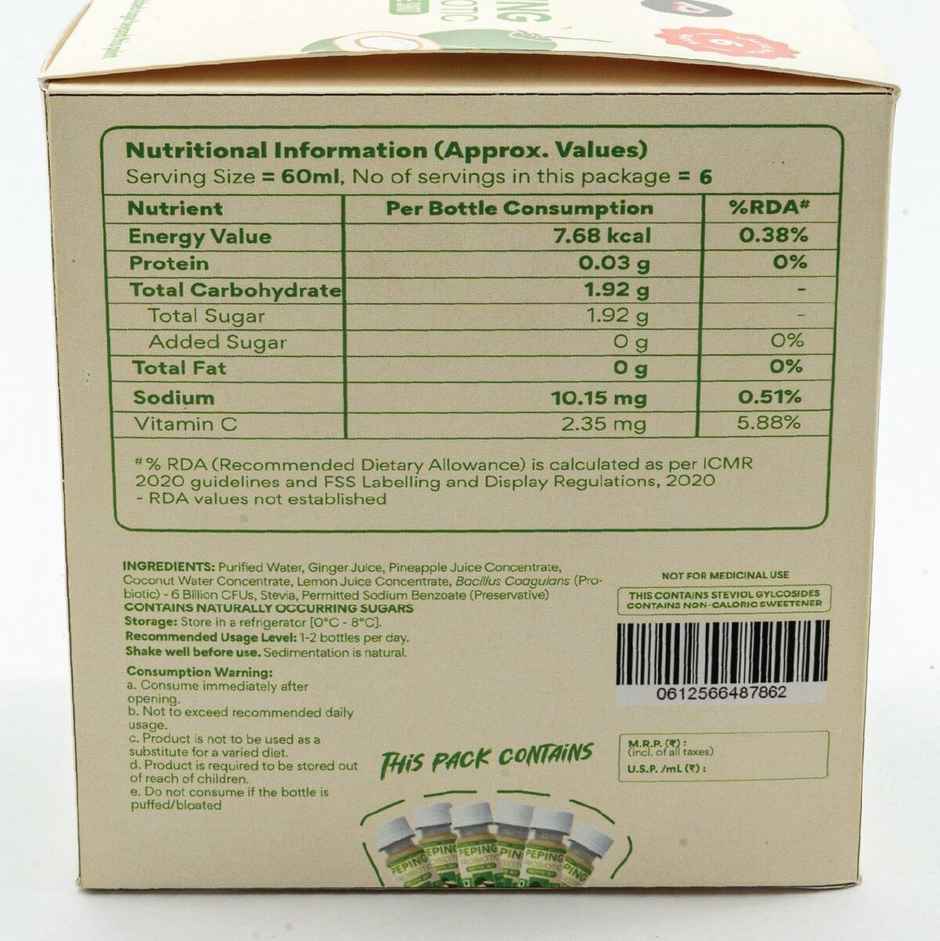 NG
OTIC
Nutritional Information (Approx. Values)
Serving Size = 60ml, No of servings in this package = 6
Nutrient Per Bottle Consumption %RDA#
Energy Value 7.68 kcal 0.38%
Protein 0.03 g 0%
Total Carbohydrate 1.92 g -
Total Sugar 1.92 g -
Added Sugar 0 g 0%
Total Fat 0 g 0%
Sodium 10.15 mg 0.51%
Vitamin C 2.35 mg 5.88%
#% RDA (Recommended Dietary Allowance) is calculated as per ICMR
2020 guidelines and FSS Labelling and Display Regulations, 2020
- RDA values not established
INGREDIENTS: Purified Water, Ginger Juice, Pineapple Juice Concentrate,
Coconut Water Concentrate, Lemon Juice Concentrate, Bacillus Coagulans (Pro-
biotic) - 6 Billion CFUs, Stevia, Permitted Sodium Benzoate (Preservative)
CONTAINS NATURALLY OCCURRING SUGARS
Storage: Store in a refrigerator [0°C - 8°C].
Recommended Usage Level: 1-2 bottles per day.
Shake well before use. Sedimentation is natural.
Consumption Warning:
a. Consume immediately after
opening.
b. Not to exceed recommended daily
usage.
c. Product is not to be used as a
substitute for a varied diet.
d. Product is required to be stored out
of reach of children.
e. Do not consume if the bottle is
puffed/bloated
NOT FOR MEDICINAL USE
THIS CONTAINS STEVIOL GYLCOSIDES
CONTAINS NON-CALORIC SWEETENER
0612566487862
M.R.P. (₹) :
(incl. of all taxes)
U.S.P. /mL (₹) :
THIS PACK CONTAINS
PEPING EPING PEPING PING PEPING PEPING